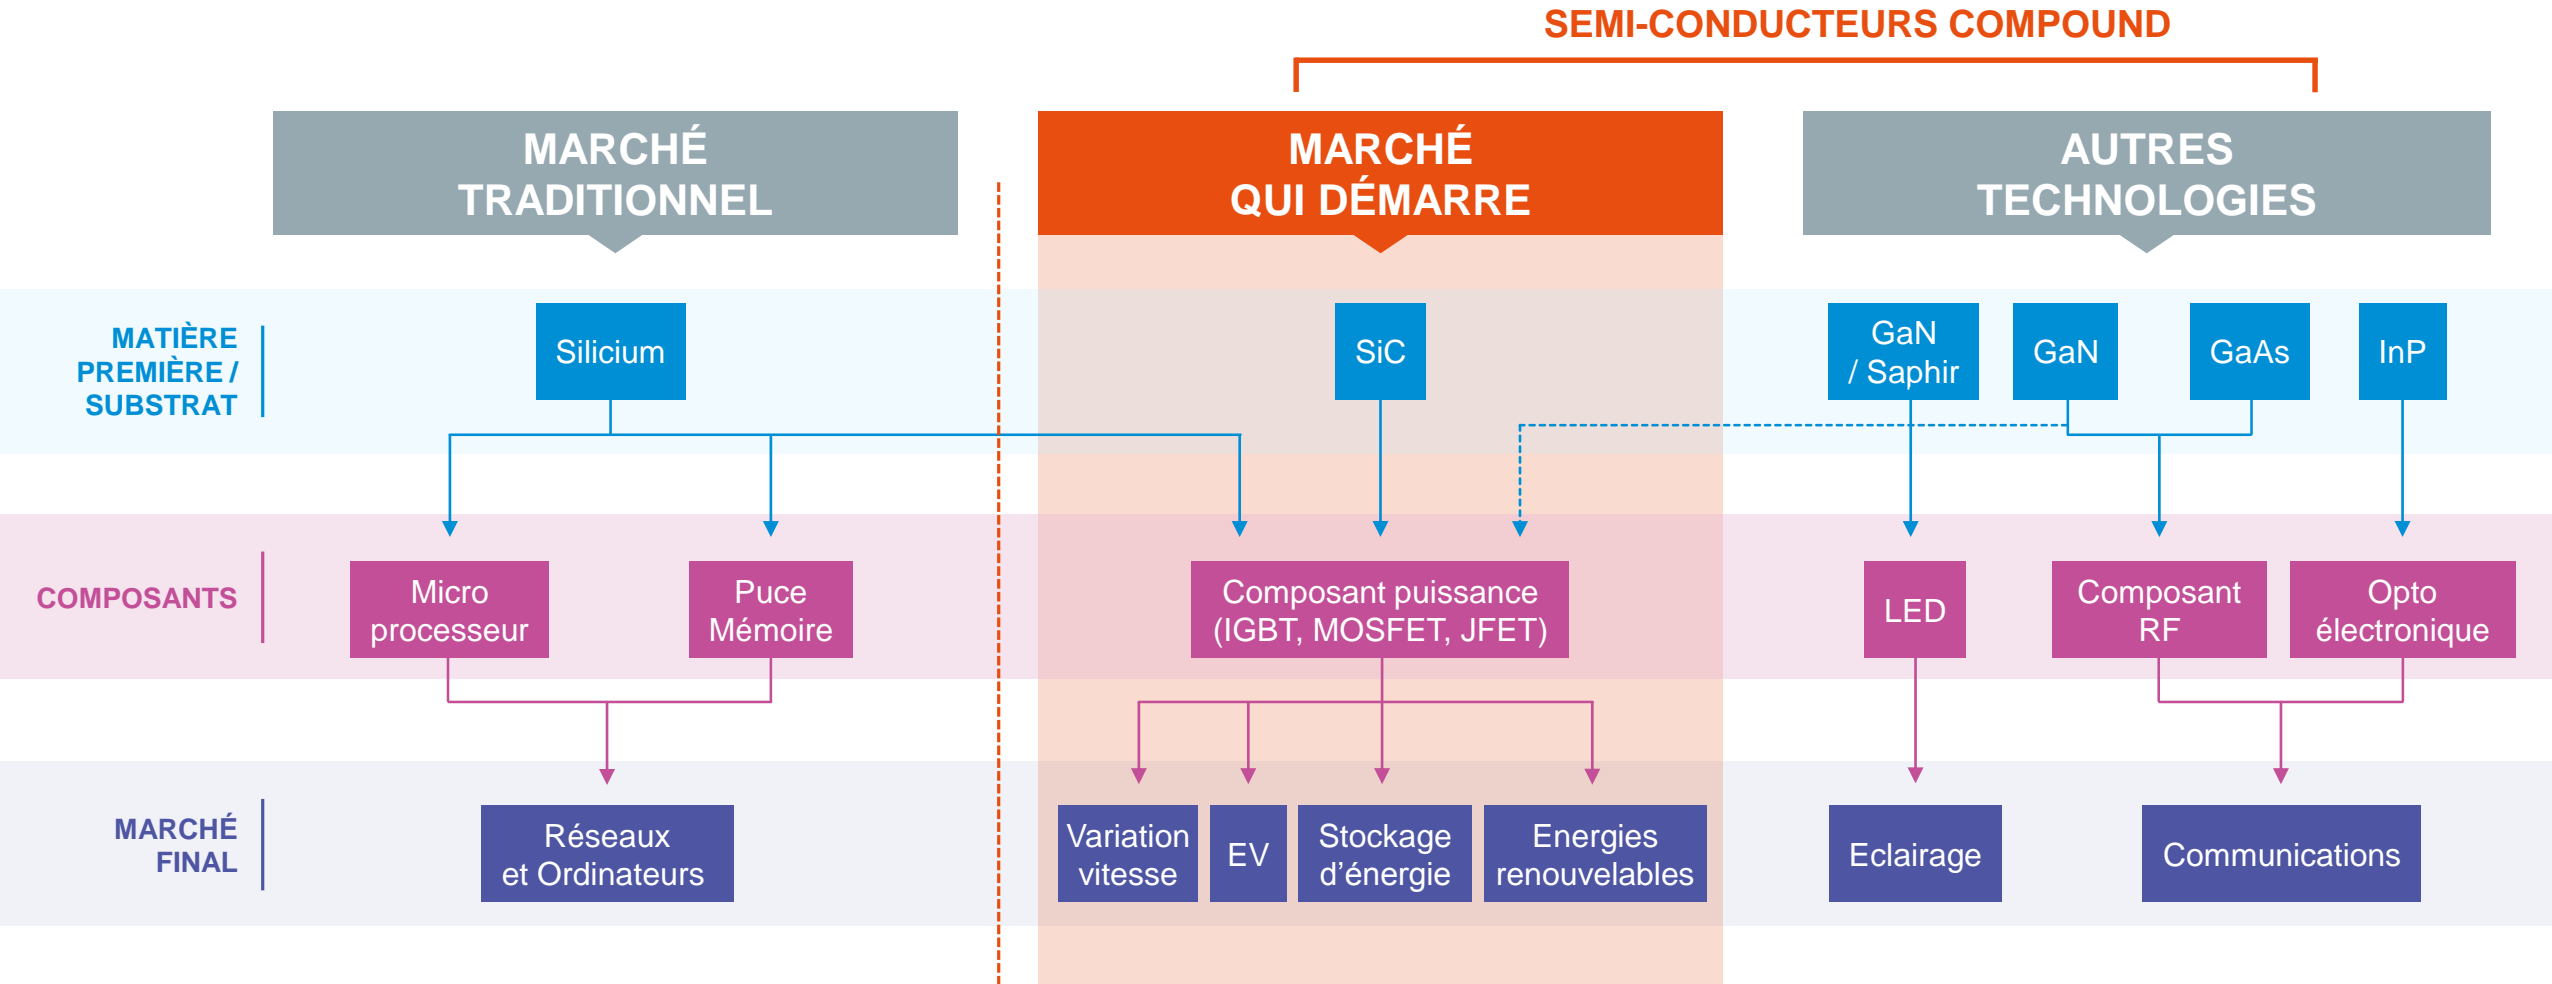 SEMI-CONDUCTEURS COMPOUND
MARCHÉ
TRADITIONNEL
MARCHÉ
QUI DÉMARRE
AUTRES
TECHNOLOGIES
MATIÈRE
PREMIÈRE /
SUBSTRAT
Silicium
SiC
GaN
/ Saphir
GaN
GaAs
InP
COMPOSANTS
Micro
processeur
Puce
Mémoire
Composant puissance
(IGBT, MOSFET, JFET)
LED
Composant
RF
Opto
électronique
MARCHÉ
FINAL
Réseaux
et Ordinateurs
Variation
vitesse
EV
Stockage
d’énergie
Energies
renouvelables
Eclairage
Communications